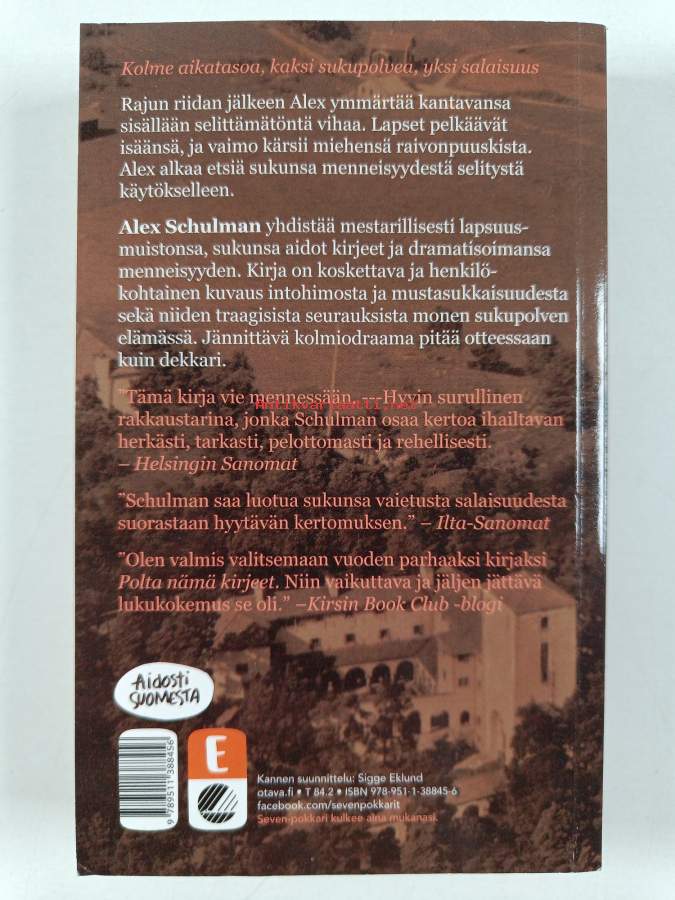 Kolme aikatasoa, kaksi sukupolvea, yksi salaisuus
Rajun riidan jälkeen Alex ymmärtää kantavansa
sisällään selittämätöntä vihaa. Lapset pelkäävät
isäänsä, ja vaimo kärsii miehensä raivonpuuskista.
Alex alkaa etsiä sukunsa menneisyydestä selitystä
käytökselleen.
Alex Schulman yhdistää mestarillisesti lapsuus-
muistonsa, sukunsa aidot kirjeet ja dramatisoimansa
menneisyyden. Kirja on koskettava ja henkilö-
kohtainen kuvaus intohimosta ja mustasukkaisuudesta
sekä niiden traagisista seurauksista monen sukupolven
elämässä. Jännittävä kolmiodraama pitää otteessaan
kuin dekkari.
”Tämä kirja vie mennessään. --- Hyvin surullinen
Antikvariaatti.net
rakkaustarina, jonka Schulman osaa kertoa ihailtavan
herkästi, tarkasti, pelottomasti ja rehellisesti.
– Helsingin Sanomat
”Schulman saa luotua sukunsa vaietusta salaisuudesta
suorastaan hyytävän kertomuksen.” – Ilta-Sanomat
”Olen valmis valitsemaan vuoden parhaaksi kirjaksi
Polta nämä kirjeet. Niin vaikuttava ja jäljen jättävä
lukukokemus se oli.” –Kirsin Book Club -blogi
Aidosti
SUOMESTA
E
9 789511 388456
Kannen suunnittelu: Sigge Eklund
otava.fi • T 84.2 • ISBN 978-951-1-38845-6
facebook.com/sevenpokkarit
Seven-pokkari kulkee aina mukanasi.